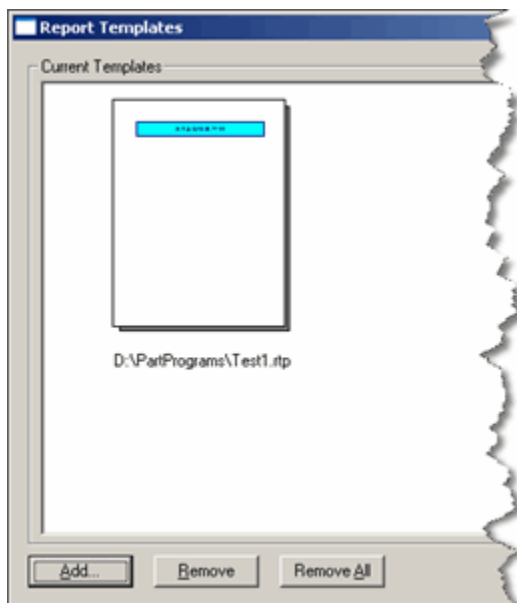 Report Templates
Current Templates
D:\PartPrograms\Test1.rtp
Add...
Remove
Remove All